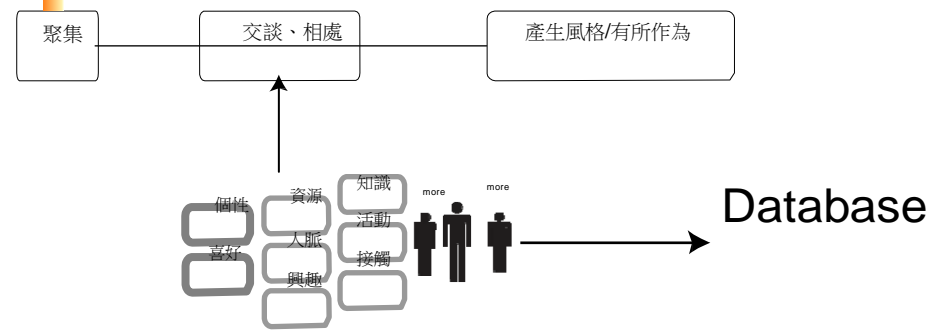 聚集
交談、相處
產生風格/有所作為
個性
喜好
資源
人脈
興趣
知識
活動
接觸
more
more
Database